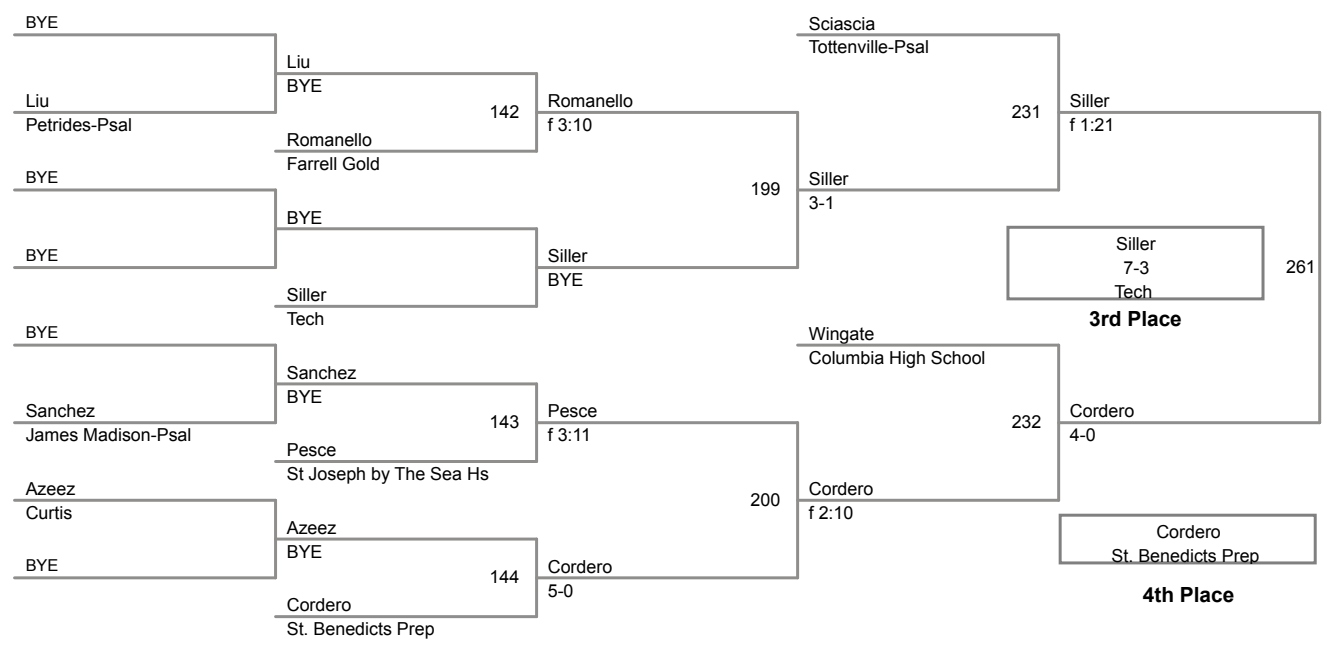 BYE
Liu
Petrides-Psal
BYE
BYE
BYE
Sanchez
James Madison-Psal
Azeez
Curtis
BYE
Liu
BYE
142
Romanello
Farrell Gold
BYE
Siller
Tech
Sanchez
BYE
143
Pesce
St Joseph by The Sea Hs
Azeez
BYE
144
Cordero
St. Benedicts Prep
Romanello
f 3:10
199
Siller
BYE
Pesce
f 3:11
200
Cordero
5-0
Sciascia
Tottenville-Psal
231
Siller
3-1
Wingate
Columbia High School
232
Cordero
f 2:10
Siller
f 1:21
261
Cordero
4-0
Siller
7-3
Tech
3rd Place
Cordero
St. Benedicts Prep
4th Place